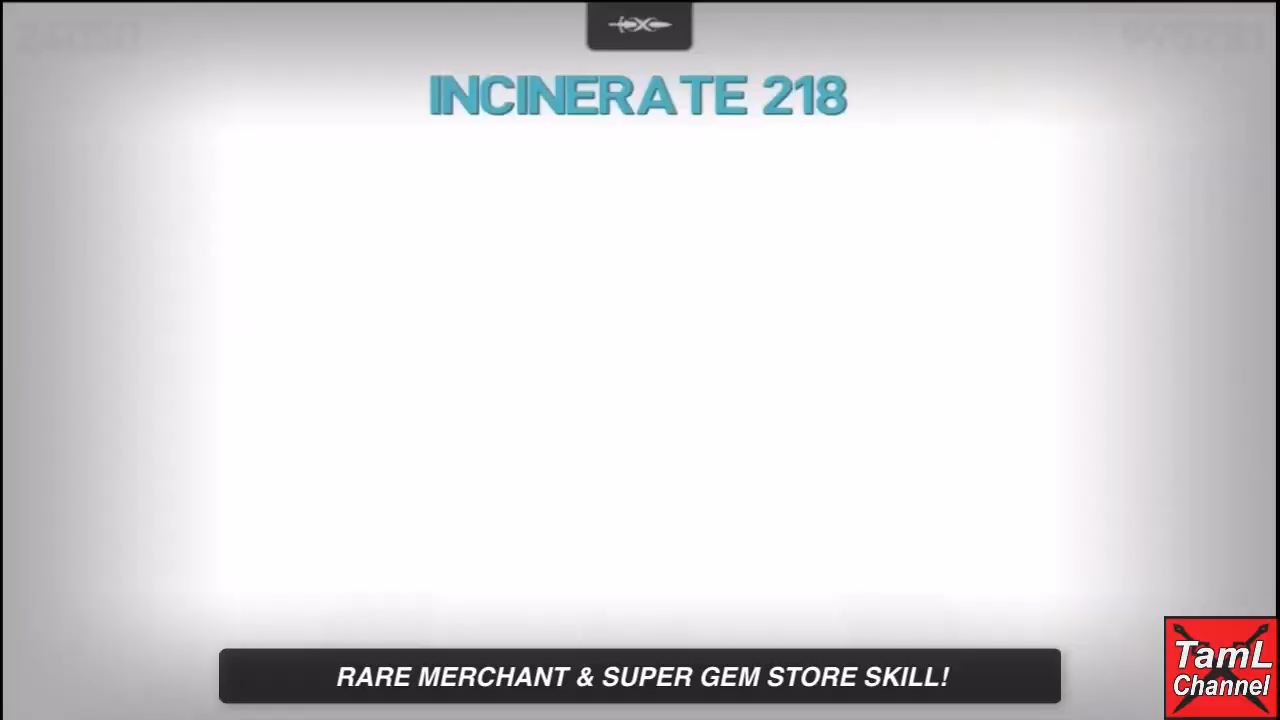 INCINERATE 218
RARE MERCHANT & SUPER GEM STORE SKILL!
TamL
Channel